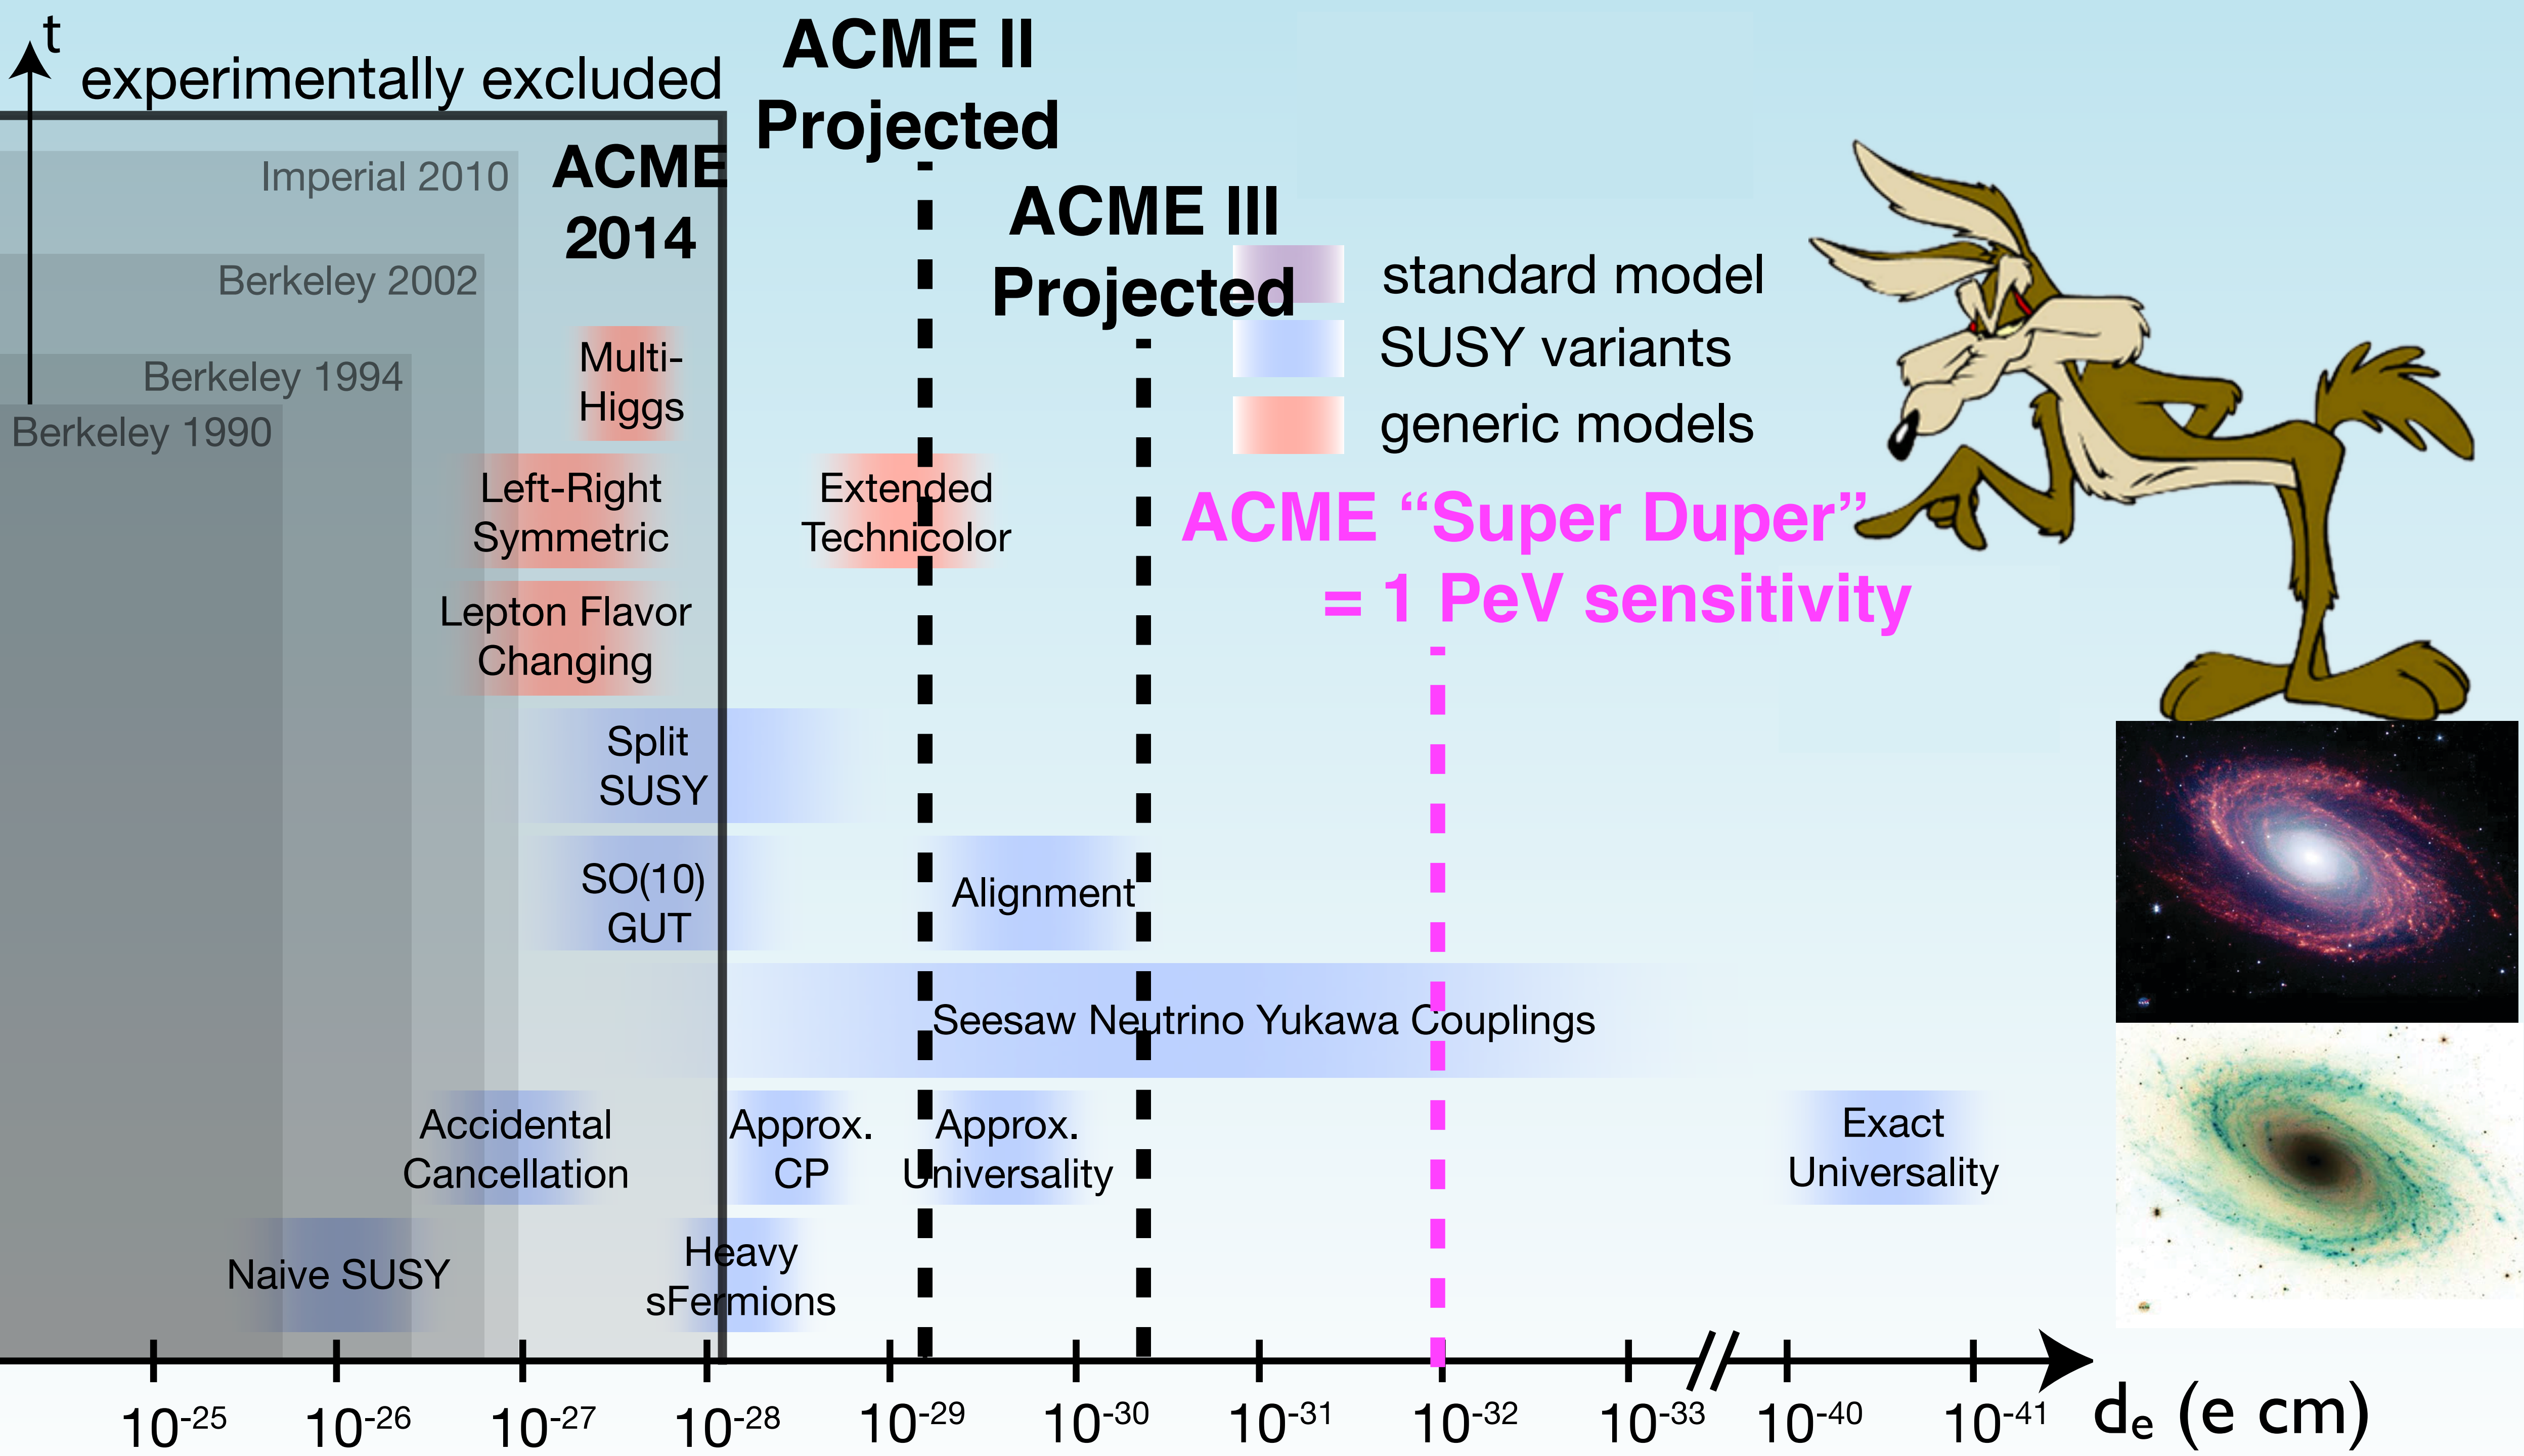 t
experimentally excluded
ACME II
Projected
Imperial 2010
ACME
2014
ACME III
Projected
Berkeley 2002
standard model
SUSY variants
generic models
Berkeley 1994
Berkeley 1990
Multi-
Higgs
Left-Right
Symmetric
Extended
Technicolor
ACME “Super Duper”
= 1 PeV sensitivity
Lepton Flavor
Changing
Split
SUSY
SO(10)
GUT
Alignment
Seesaw Neutrino Yukawa Couplings
Accidental
Cancellation
Approx.
CP
Approx.
Universality
Exact
Universality
Naive SUSY
Heavy
sFermions
10⁻²⁵ 10⁻²⁶ 10⁻²⁷ 10⁻²⁸ 10⁻²⁹ 10⁻³⁰ 10⁻³¹ 10⁻³² 10⁻³³ 10⁻⁴⁰ 10⁻⁴¹ dₑ (e cm)